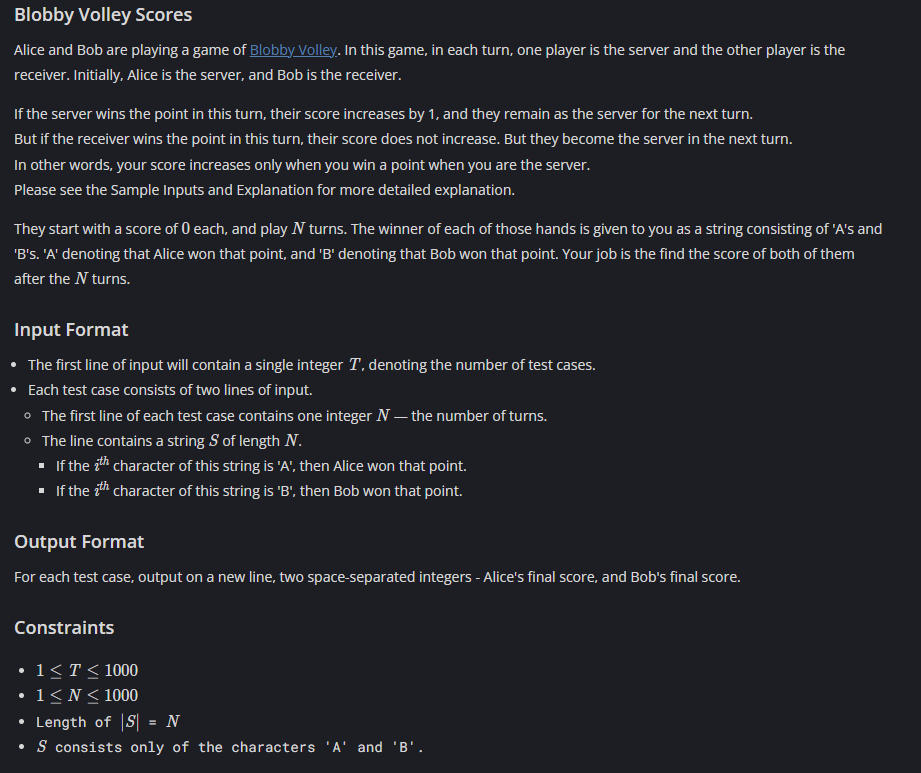 Blobby Volley Scores
Alice and Bob are playing a game of Blobby Volley. In this game, in each turn, one player is the server and the other player is the
receiver. Initially, Alice is the server, and Bob is the receiver.
If the server wins the point in this turn, their score increases by 1, and they remain as the server for the next turn.
But if the receiver wins the point in this turn, their score does not increase. But they become the server in the next turn.
In other words, your score increases only when you win a point when you are the server.
Please see the Sample Inputs and Explanation for more detailed explanation.
They start with a score of 0 each, and play N turns. The winner of each of those hands is given to you as a string consisting of 'A's and
'B's. 'A' denoting that Alice won that point, and 'B' denoting that Bob won that point. Your job is the find the score of both of them
after the N turns.
Input Format
• The first line of input will contain a single integer T, denoting the number of test cases.
• Each test case consists of two lines of input.
◦ The first line of each test case contains one integer N — the number of turns.
◦ The line contains a string S of length N.
▪ If the i^th character of this string is 'A', then Alice won that point.
▪ If the i^th character of this string is 'B', then Bob won that point.
Output Format
For each test case, output on a new line, two space-separated integers - Alice's final score, and Bob's final score.
Constraints
• 1 ≤ T ≤ 1000
• 1 ≤ N ≤ 1000
• Length of |S| = N
• S consists only of the characters 'A' and 'B'.